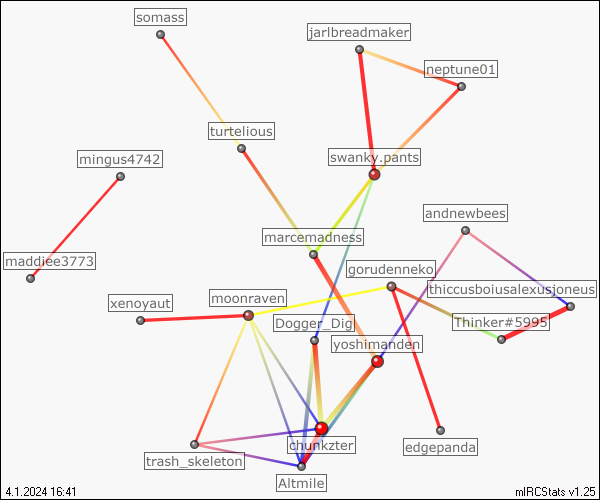 somass
jarlbreadmaker
neptune01
turtelious
mingus4742
swanky.pants
andnewbees
marcemadness
maddiee3773
gorudenneko
thiccusboiusalexusjoneus
xenoyaut
moonraven
Dogger_Dig
Thinker#5995
yoshimanden
chunkzter
edgepanda
trash_skeleton
Altmile
4.1.2024 16:41
mIRCStats v1.25